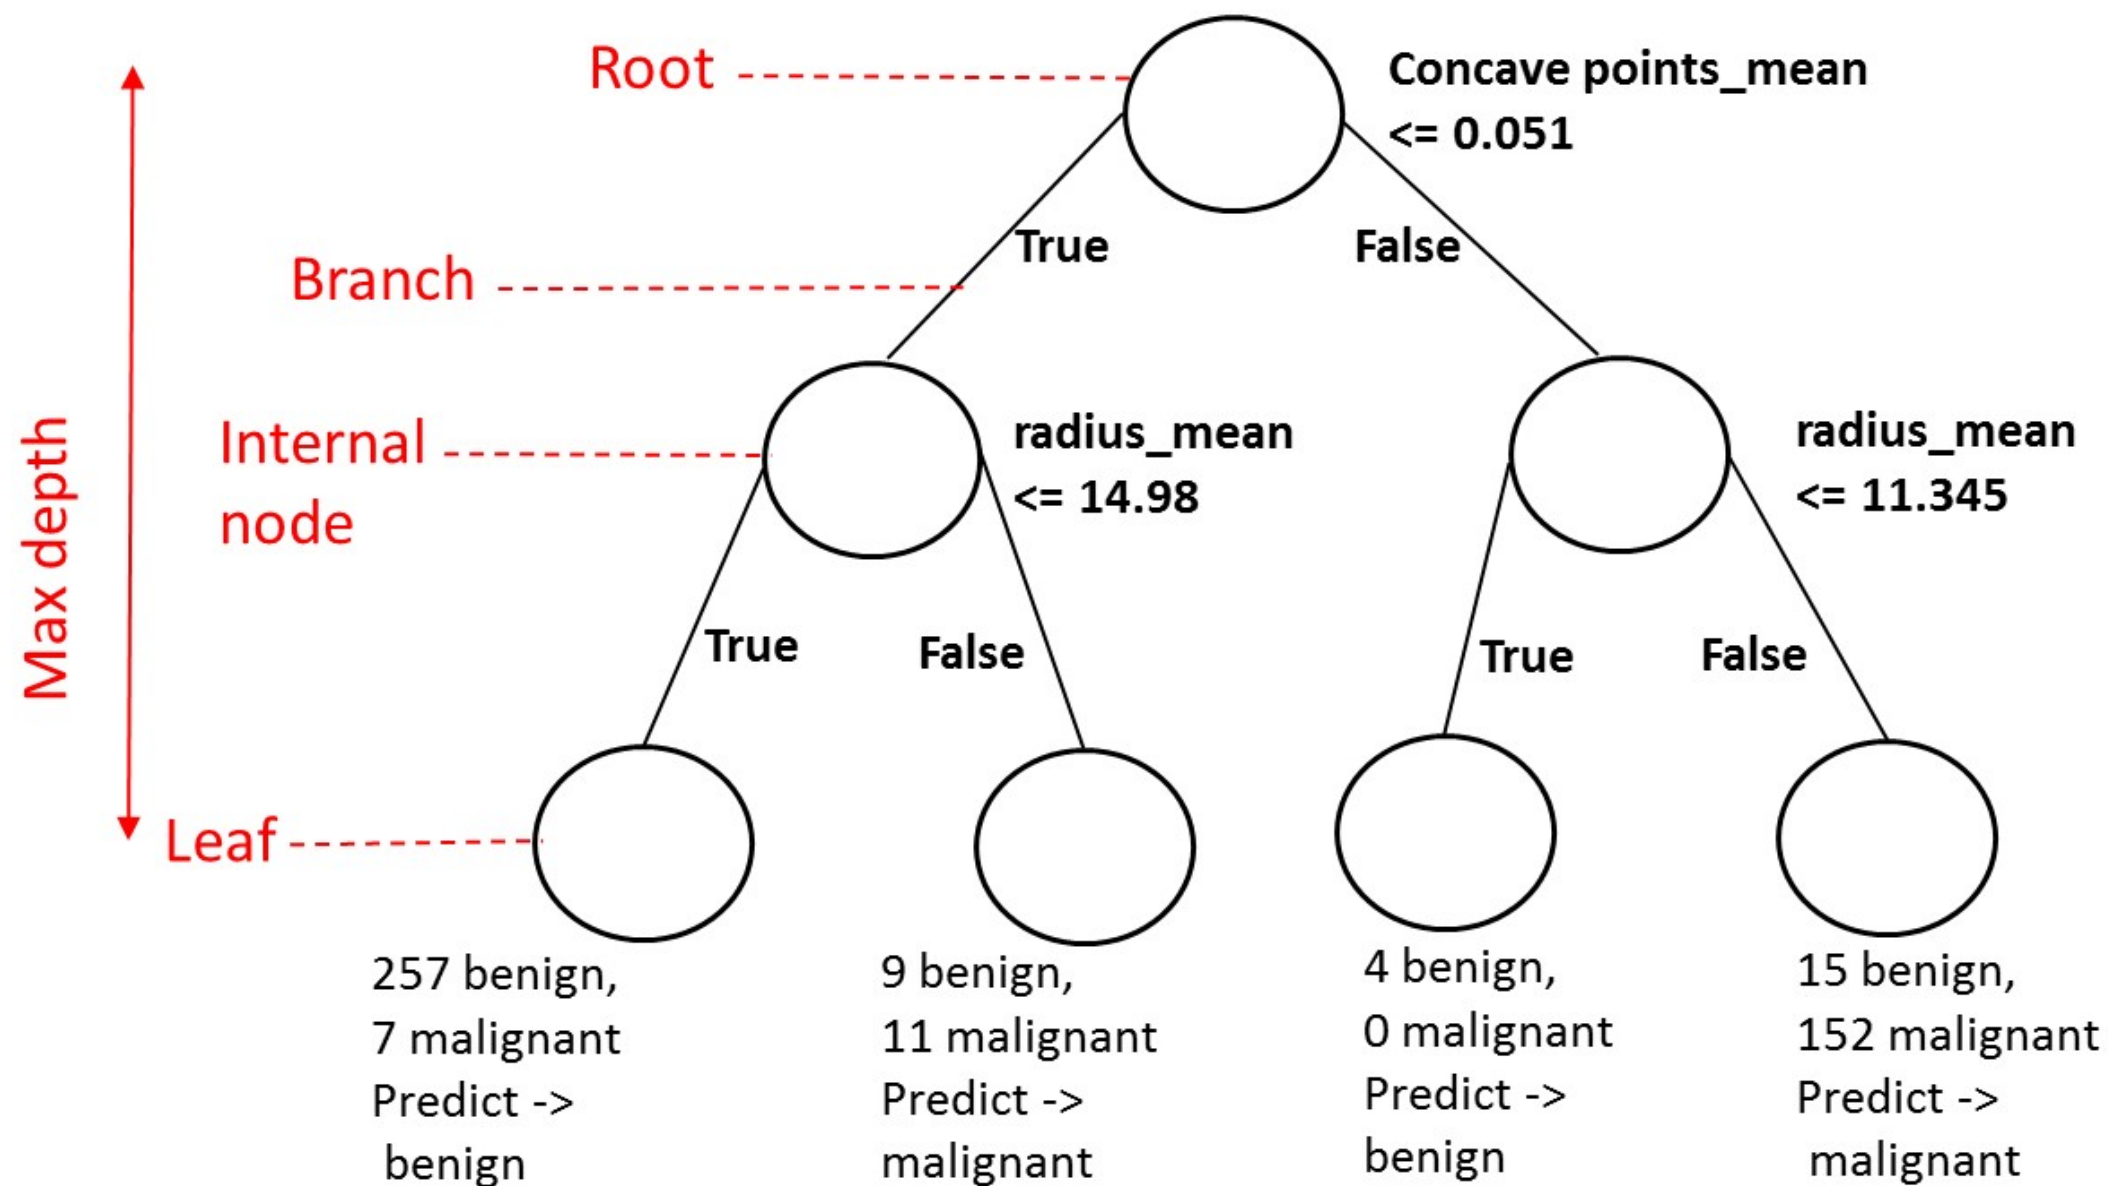 Root
Concave points_mean
<= 0.051
True
False
Branch
Max depth
Internal
node
radius_mean
<= 14.98
radius_mean
<= 11.345
True
False
True
False
Leaf
257 benign,
7 malignant
Predict ->
benign
9 benign,
11 malignant
Predict ->
malignant
4 benign,
0 malignant
Predict ->
benign
15 benign,
152 malignant
Predict ->
malignant